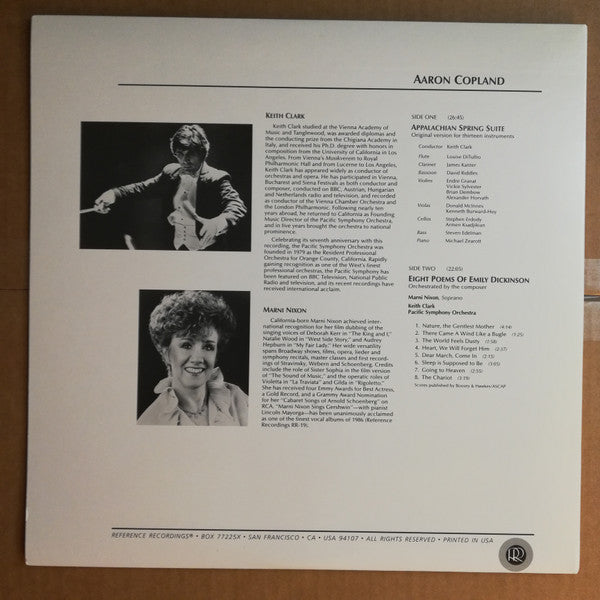 AARON COPLAND
KEITH CLARK
Keith Clark studied at the Vienna Academy of
Music and Tanglewood, was awarded diplomas and
the conducting prize from the Chigiana Academy in
Italy, and received his Ph.D. degree with honors in
composition from the University of California in Los
Angeles. From Vienna's Musikverein to Royal
Philharmonic Hall and from Lucerne to Los Angeles,
Keith Clark has appeared widely as conductor of
orchestras and opera. He has participated in Vienna,
Bucharest and Siena Festivals as both conductor and
composer, conducted on BBC, Austrian, Hungarian
and Netherlands radio and television, and recorded
as conductor of the Vienna Chamber Orchestra and
the London Philharmonic. Following nearly ten
years abroad, he returned to California as Founding
Music Director of the Pacific Symphony Orchestra,
and in five years brought the orchestra to national
prominence.
Celebrating its seventh anniversary with this
recording, the Pacific Symphony Orchestra was
founded in 1979 as the Resident Professional
Orchestra for Orange County, California. Rapidly
gaining recognition as one of the West's finest
professional orchestras, the Pacific Symphony has
been featured on BBC Television, National Public
Radio and television, and its recent recordings have
received international acclaim.
MARNI NIXON
California-born Marni Nixon achieved inter-
national recognition for her film dubbing of the
singing voices of Deborah Kerr in "The King and I,"
Natalie Wood in "West Side Story," and Audrey
Hepburn in "My Fair Lady." Her wide versatility
spans Broadway shows, films, opera, lieder and
symphony recitals, master classes and first record-
ings of Stravinsky, Webern and Schoenberg. Credits
include the role of Sister Sophia in the film version
of "The Sound of Music," and the operatic roles of
Violetta in "La Traviata" and Gilda in "Rigoletto."
She has received four Emmy Awards for Best Actress,
a Gold Record, and a Grammy Award Nomination
for her "Cabaret Songs of Arnold Schoenberg" on
RCA. "Marni Nixon Sings Gershwin"—with pianist
Lincoln Mayorga—has been unanimously acclaimed
as one of the finest vocal albums of 1986 (Reference
Recordings RR-19).
SIDE ONE (26:45)
APPALACHIAN SPRING SUITE
Original version for thirteen instruments
Conductor Keith Clark
Flute Louise DiTullio
Clarinet James Kanter
Bassoon David Riddles
Violins Endre Granat
Vickie Sylvester
Brian Dembow
Alexander Horvath
Violas Donald McInnes
Kenneth Burward-Hoy
Cellos Stephen Erdody
Armen Ksadjikian
Bass Steven Edelman
Piano Michael Zearott
SIDE TWO (22:05)
EIGHT POEMS OF EMILY DICKINSON
Orchestrated by the composer
Marni Nixon, Soprano
Keith Clark
Pacific Symphony Orchestra
1. Nature, the Gentlest Mother 4:14
2. There Came A Wind Like a Bugle 1:25
3. The World Feels Dusty 1:58
4. Heart, We Will Forget Him 2:37
5. Dear March, Come In 2:13
6. Sleep is Supposed to Be 3:05
7. Going to Heaven 2:55
8. The Chariot 3:19
Scores published by Boosey & Hawkes/ASCAP
REFERENCE RECORDINGS® • BOX 77225X • SAN FRANCISCO • CA • USA 94107 • ALL RIGHTS RESERVED • PRINTED IN USA
RR